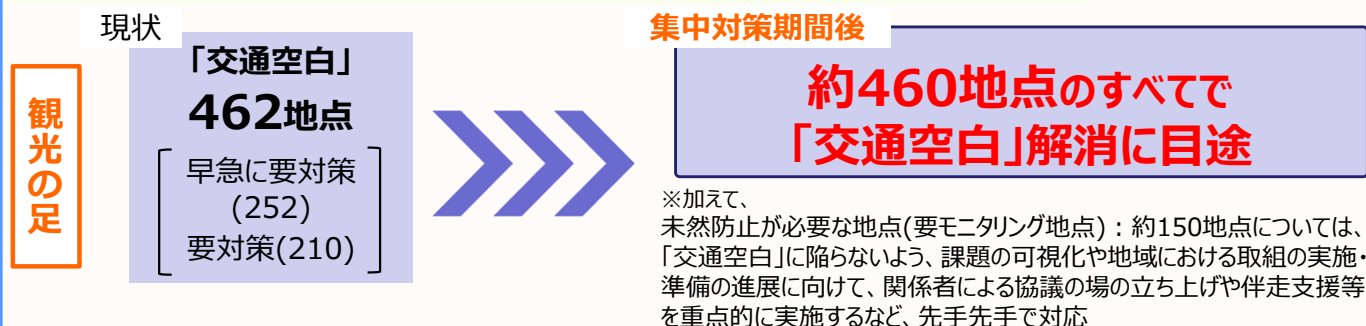 現状
集中対策期間後
観光の足
「交通空白」
462地点
早急に要対策
(252)
要対策(210)
約460地点のすべてで
「交通空白」解消に目途
※加えて、
未然防止が必要な地点(要モニタリング地点)：約150地点については、
「交通空白」に陥らないよう、課題の可視化や地域における取組の実施・
準備の進展に向けて、関係者による協議の場の立ち上げや伴走支援等
を重点的に実施するなど、先手先手で対応